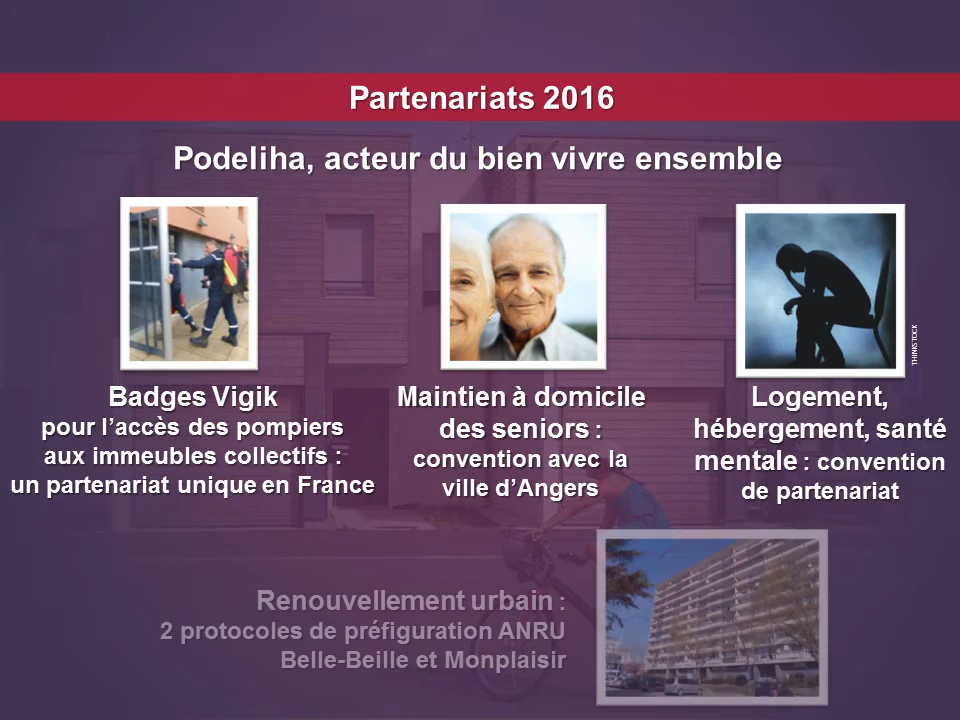 Partenariats 2016
Podeliha, acteur du bien vivre ensemble
THINKSTOCK
Badges Vigik
pour l’accès des pompiers
aux immeubles collectifs :
un partenariat unique en France
Maintien à domicile
des seniors :
convention avec la
ville d’Angers
Logement,
hébergement, santé
mentale : convention
de partenariat
Renouvellement urbain :
2 protocoles de préfiguration ANRU
Belle-Beille et Monplaisir